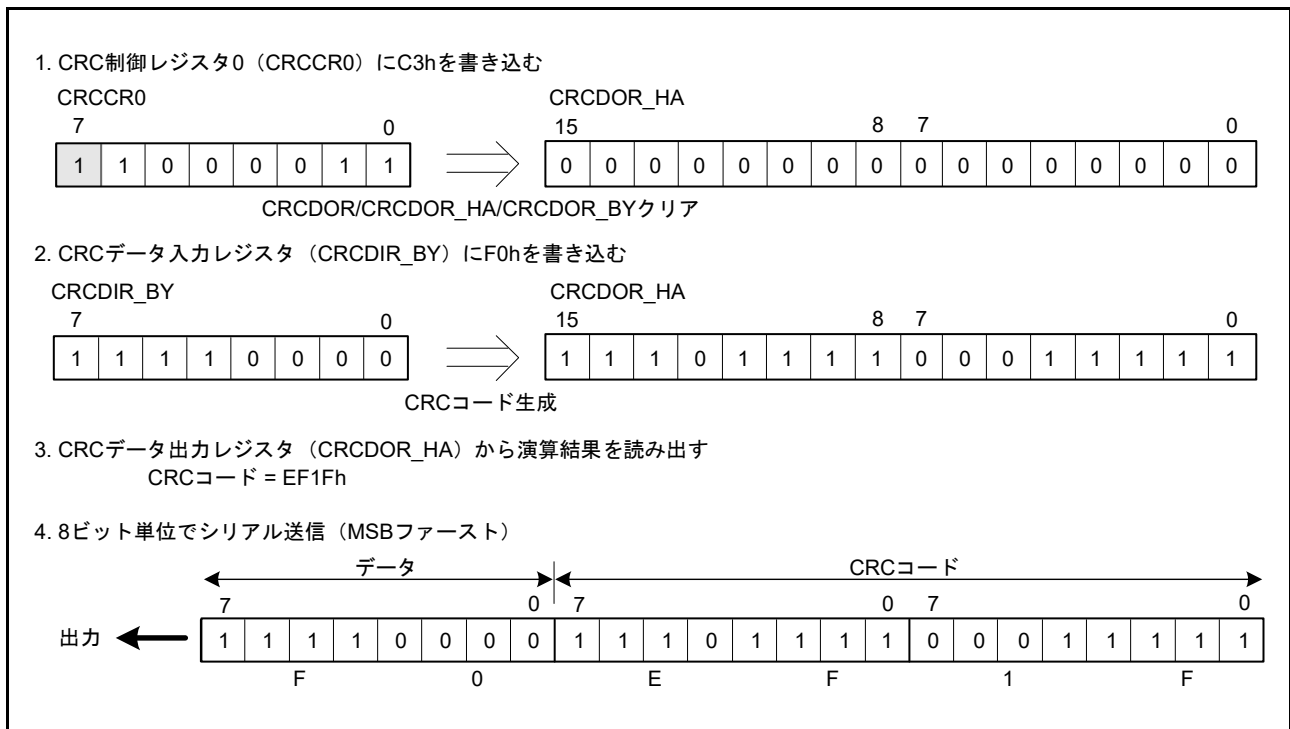 1. CRC制御レジスタ0（CRCCR0）にC3hを書き込む
CRCCR0 CRCDOR_HA
7 0 15 8 7 0
1 1 0 0 0 0 1 1 0 0 0 0 0 0 0 0 0 0 0 0 0 0 0 0
CRCDOR/CRCDOR_HA/CRCDOR_BYクリア
2. CRCデータ入力レジスタ（CRCDIR_BY）にF0hを書き込む
CRCDIR_BY CRCDOR_HA
7 0 15 8 7 0
1 1 1 1 0 0 0 0 1 1 1 0 1 1 1 1 0 0 0 1 1 1 1 1
CRCコード生成
3. CRCデータ出力レジスタ（CRCDOR_HA）から演算結果を読み出す
CRCコード = EF1Fh
4. 8ビット単位でシリアル送信（MSBファースト）
データ CRCコード
7 0 7 0 7 0
出力 1 1 1 1 0 0 0 0 1 1 1 0 1 1 1 1 0 0 0 1 1 1 1 1
F 0 E F 1 F